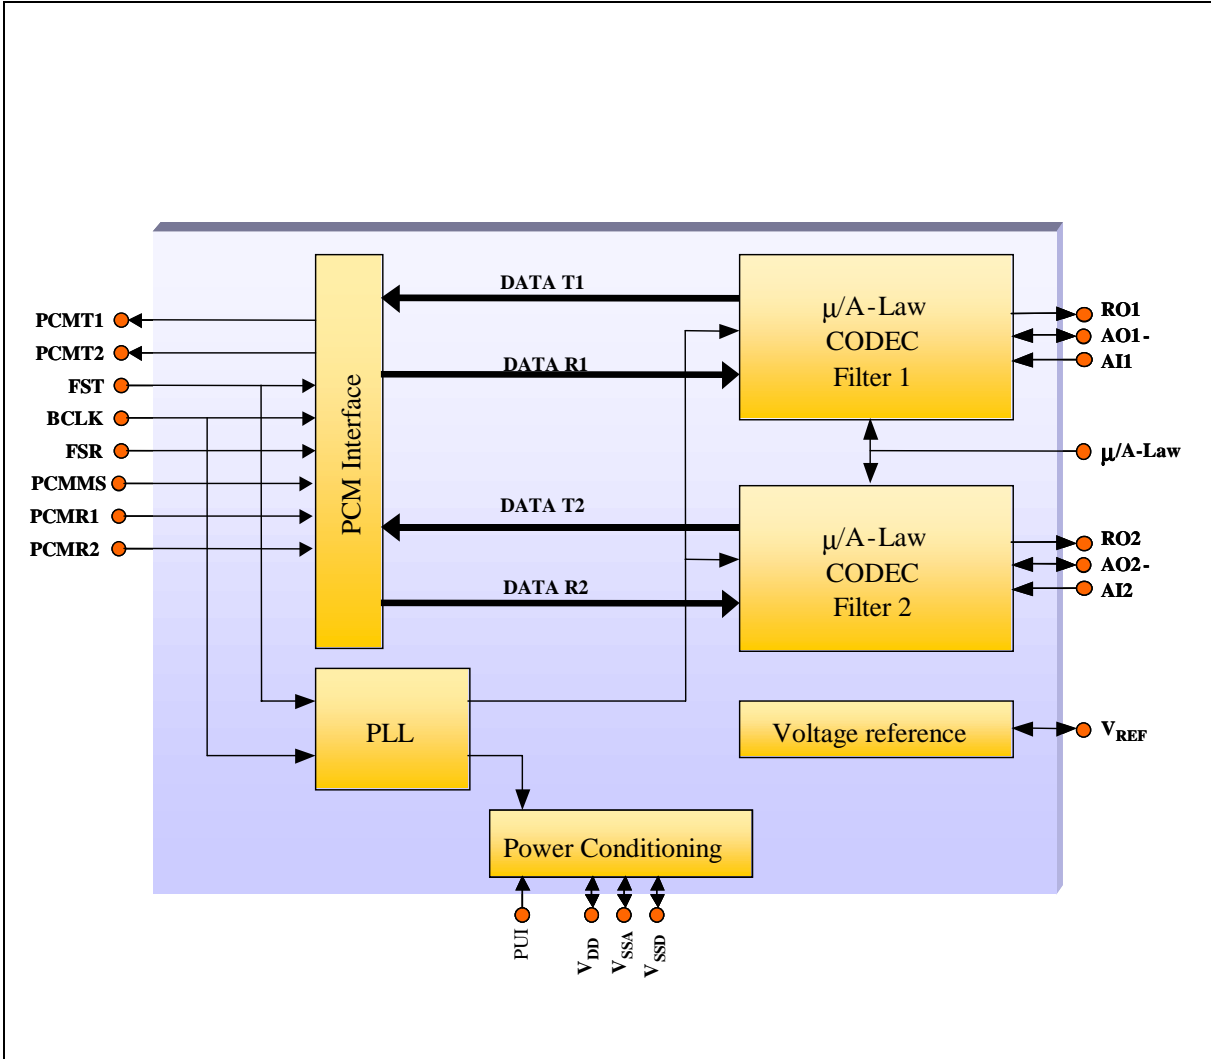 DATA T1
μ/A-Law
CODEC
Filter 1
RO1
AO1-
AI1
PCMT1
PCMT2
FST
BCLK
FSR
PCMMS
PCMR1
PCMR2
PCM Interface
DATA R1
μ/A-Law
DATA T2
μ/A-Law
CODEC
Filter 2
RO2
AO2-
AI2
DATA R2
PLL
Voltage reference
VREF
Power Conditioning
PUI
VDD
VSSA
VSSD